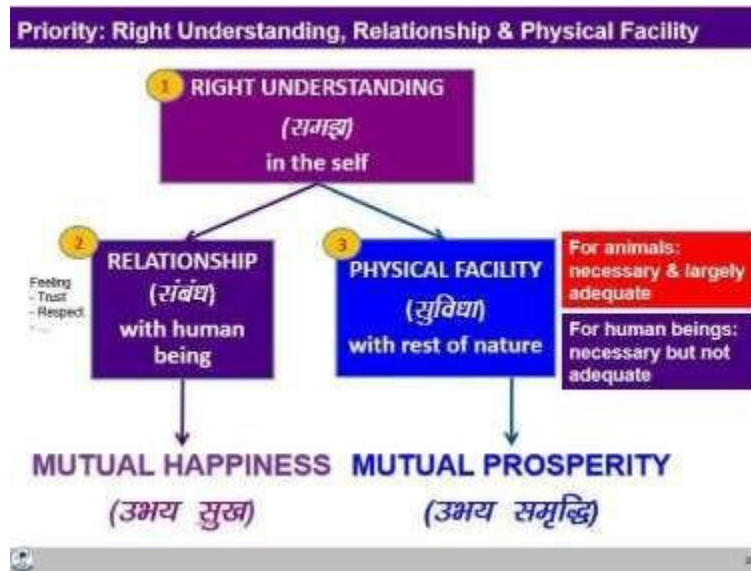 Priority: Right Understanding, Relationship & Physical Facility
1
RIGHT UNDERSTANDING
(समझ)
in the self
2
RELATIONSHIP
(संबंध)
with human
being
Feeling
- Trust
- Respect
- ...
3
PHYSICAL FACILITY
(सुविधा)
with rest of nature
For animals:
necessary & largely
adequate
For human beings:
necessary but not
adequate
MUTUAL HAPPINESS
(उभय सुख)
MUTUAL PROSPERITY
(उभय समृद्धि)